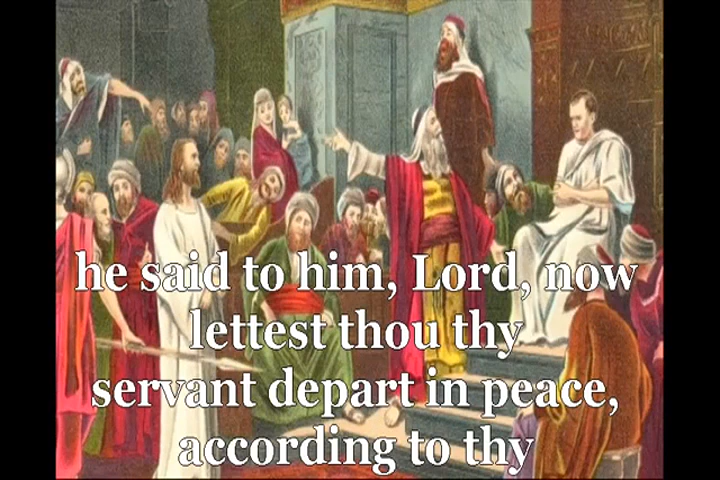 he said to him, Lord, now
lettest thou thy
servant depart in peace,
according to thy